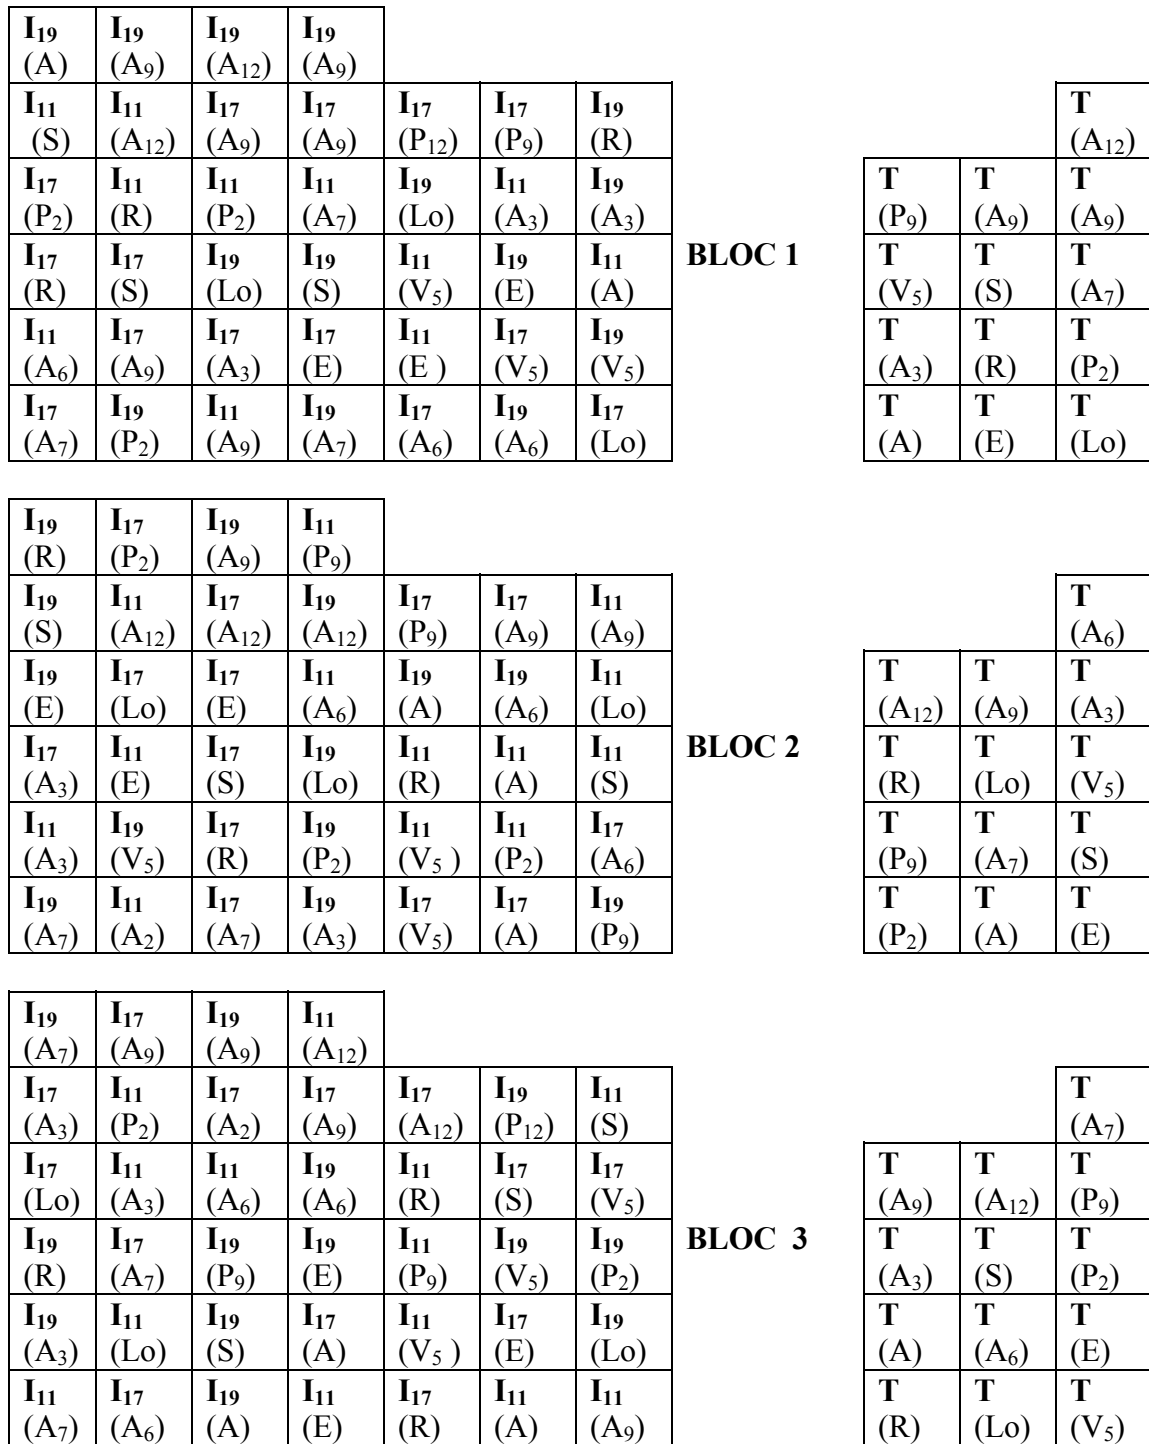 I19 I19 I19 I19
(A) (A9) (A12) (A9)
I11 I11 I17 I17 I17 I17 I19 T
(S) (A12) (A9) (A9) (P12) (P9) (R) (A12)
I17 I11 I11 I11 I19 I11 I19 T T T
(P2) (R) (P2) (A7) (Lo) (A3) (A3) (P9) (A9) (A9)
I17 I17 I19 I19 I11 I19 I11 BLOC 1 T T T
(R) (S) (Lo) (S) (V5) (E) (A) (V5) (S) (A7)
I11 I17 I17 I17 I11 I17 I19 T T T
(A6) (A9) (A3) (E) (E ) (V5) (V5) (A3) (R) (P2)
I17 I19 I11 I19 I17 I19 I17 T T T
(A7) (P2) (A9) (A7) (A6) (A6) (Lo) (A) (E) (Lo)
I19 I17 I19 I11
(R) (P2) (A9) (P9)
I19 I11 I17 I19 I17 I17 I11 T
(S) (A12) (A12) (A12) (P9) (A9) (A9) (A6)
I19 I17 I17 I11 I19 I19 I11 T T T
(E) (Lo) (E) (A6) (A) (A6) (Lo) (A12) (A9) (A3)
I17 I11 I17 I19 I11 I11 I11 BLOC 2 T T T
(A3) (E) (S) (Lo) (R) (A) (S) (R) (Lo) (V5)
I11 I19 I17 I19 I11 I11 I17 T T T
(A3) (V5) (R) (P2) (V5 ) (P2) (A6) (P9) (A7) (S)
I19 I11 I17 I19 I17 I17 I19 T T T
(A7) (A2) (A7) (A3) (V5) (A) (P9) (P2) (A) (E)
I19 I17 I19 I11
(A7) (A9) (A9) (A12)
I17 I11 I17 I17 I17 I19 I11 T
(A3) (P2) (A2) (A9) (A12) (P12) (S) (A7)
I17 I11 I11 I19 I11 I17 I17 T T T
(Lo) (A3) (A6) (A6) (R) (S) (V5) (A9) (A12) (P9)
I19 I17 I19 I19 I11 I19 I19 BLOC 3 T T T
(R) (A7) (P9) (E) (P9) (V5) (P2) (A3) (S) (P2)
I19 I11 I19 I17 I11 I17 I19 T T T
(A3) (Lo) (S) (A) (V5 ) (E) (Lo) (A) (A6) (E)
I11 I17 I19 I11 I17 I11 I11 T T T
(A7) (A6) (A) (E) (R) (A) (A9) (R) (Lo) (V5)